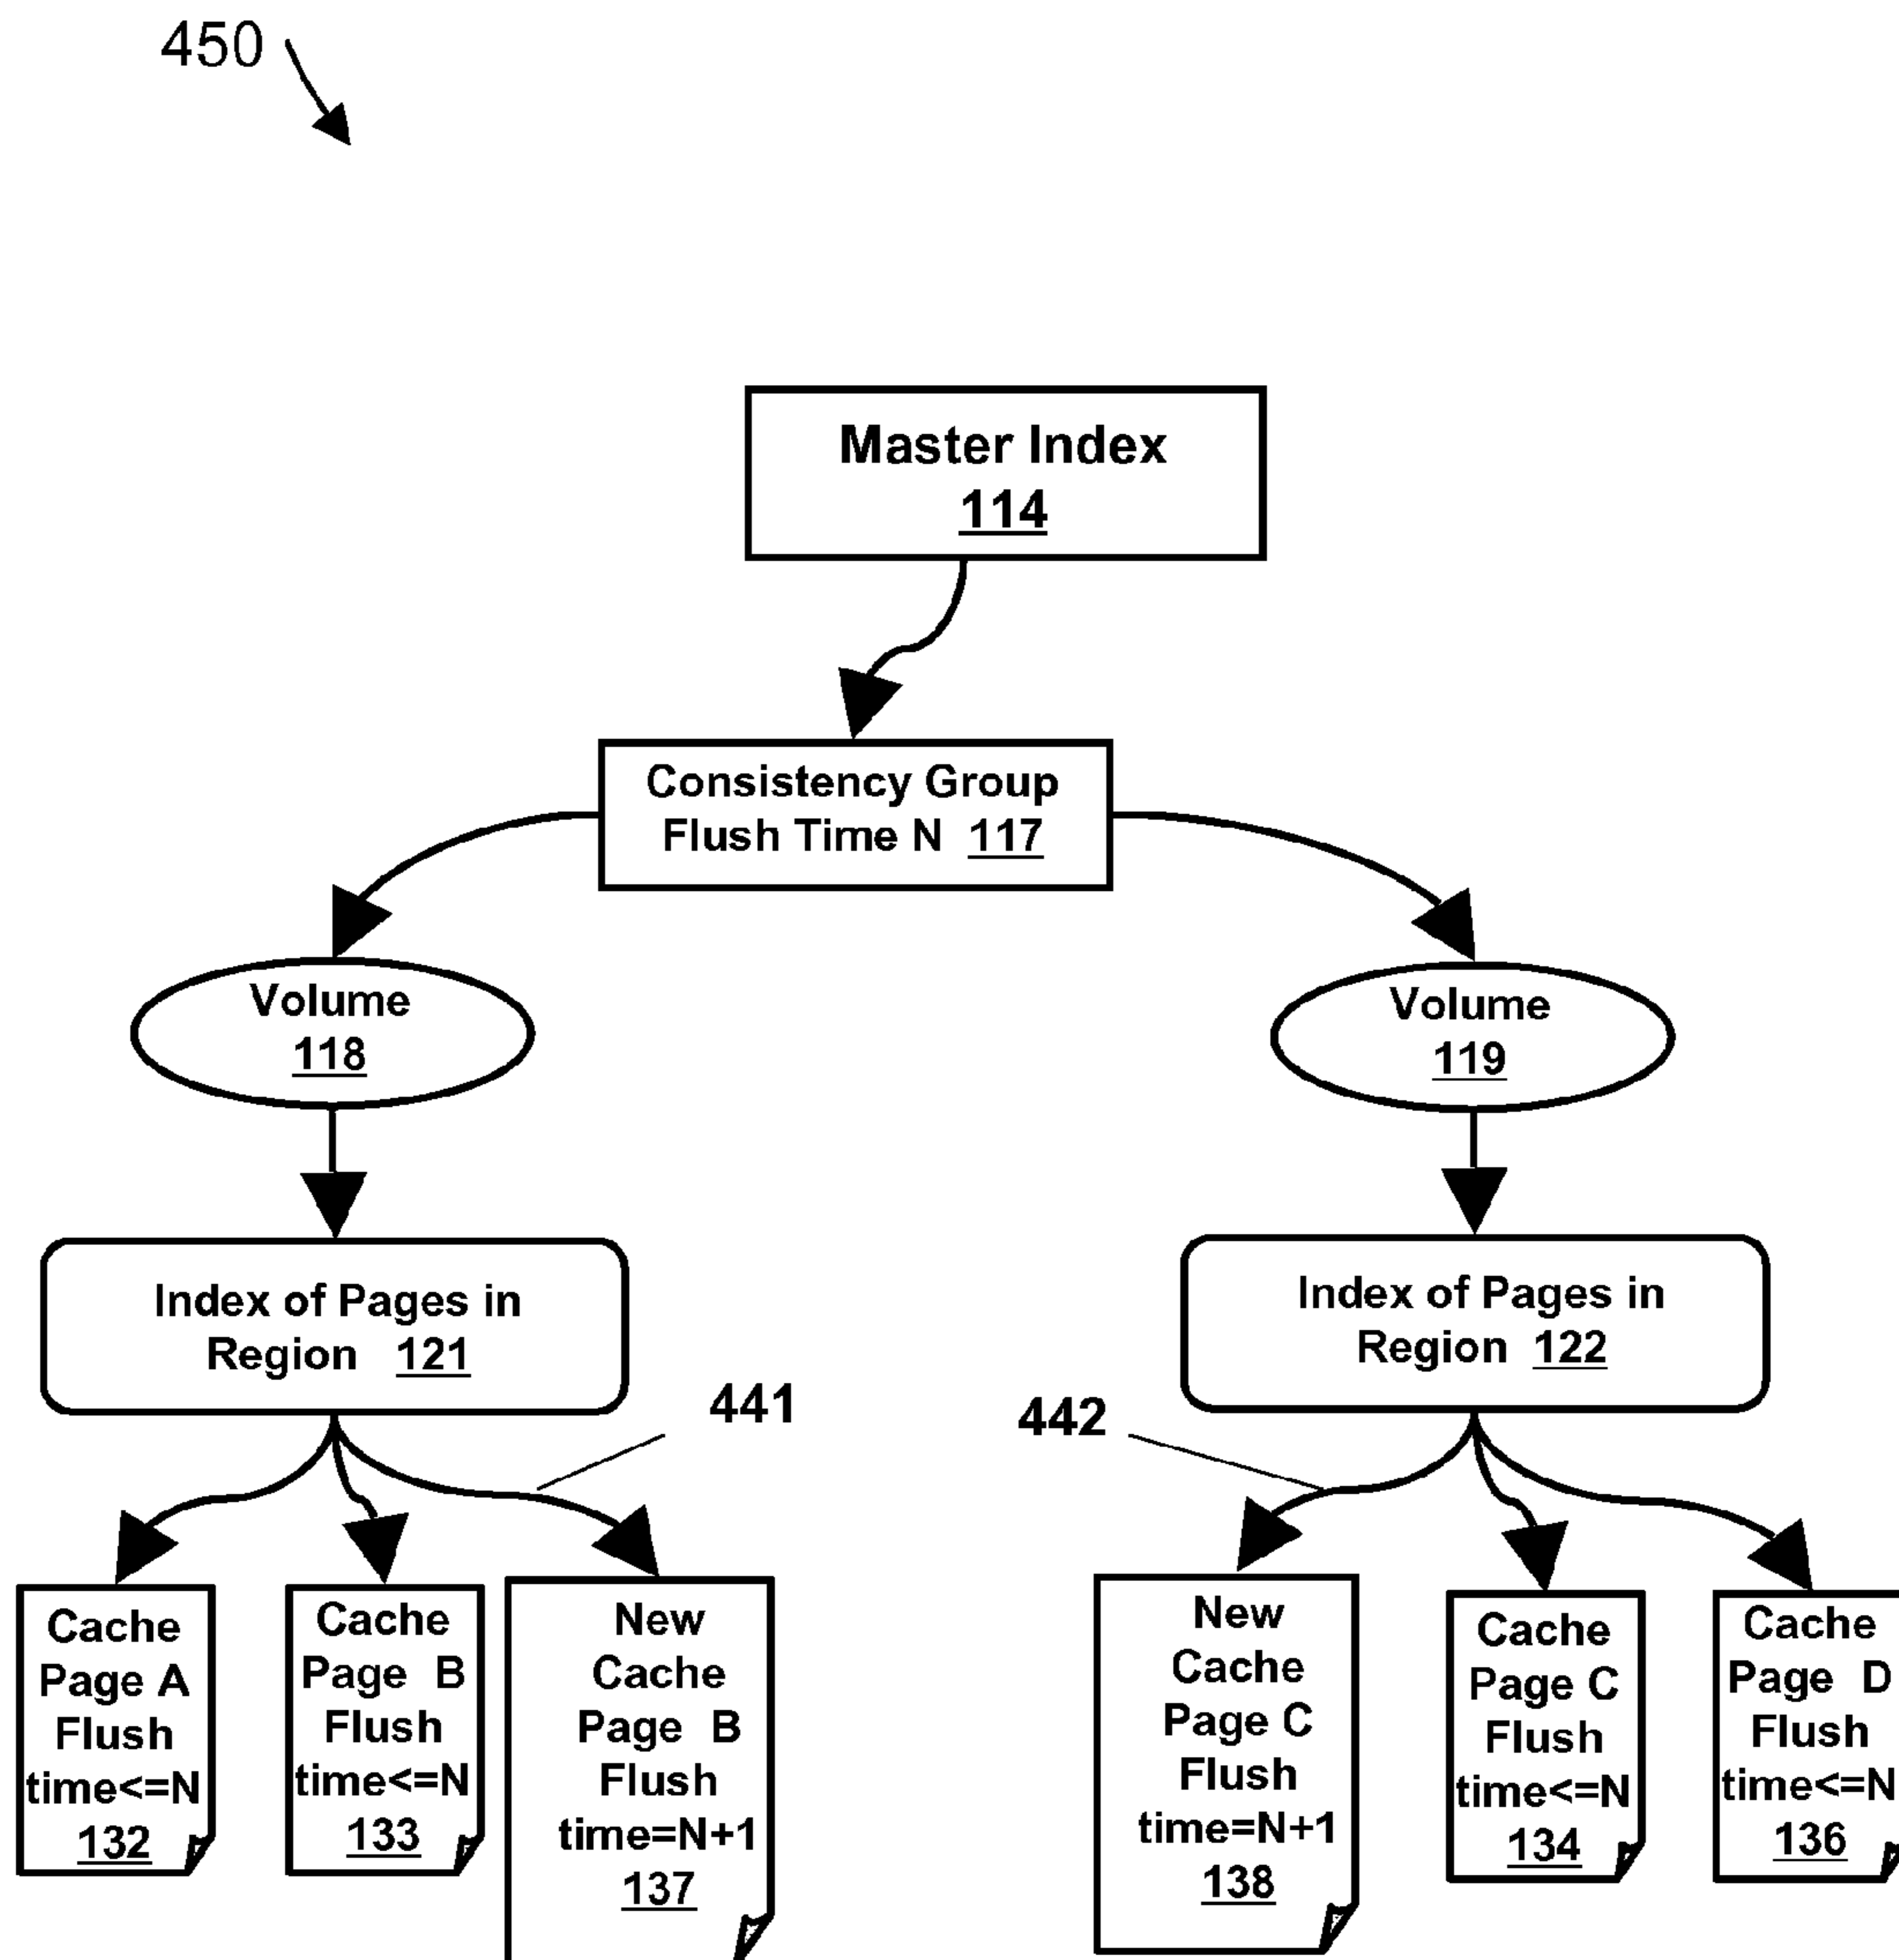 450
Master Index
114
Consistency Group
Flush Time N 117
Volume
118
Volume
119
Index of Pages in
Region 121
Index of Pages in
Region 122
441
442
Cache
Page A
Flush
time<=N
132
Cache
Page B
Flush
time<=N
133
New
Cache
Page B
Flush
time=N+1
137
New
Cache
Page C
Flush
time=N+1
138
Cache
Page C
Flush
time<=N
134
Cache
Page D
Flush
time<=N
136